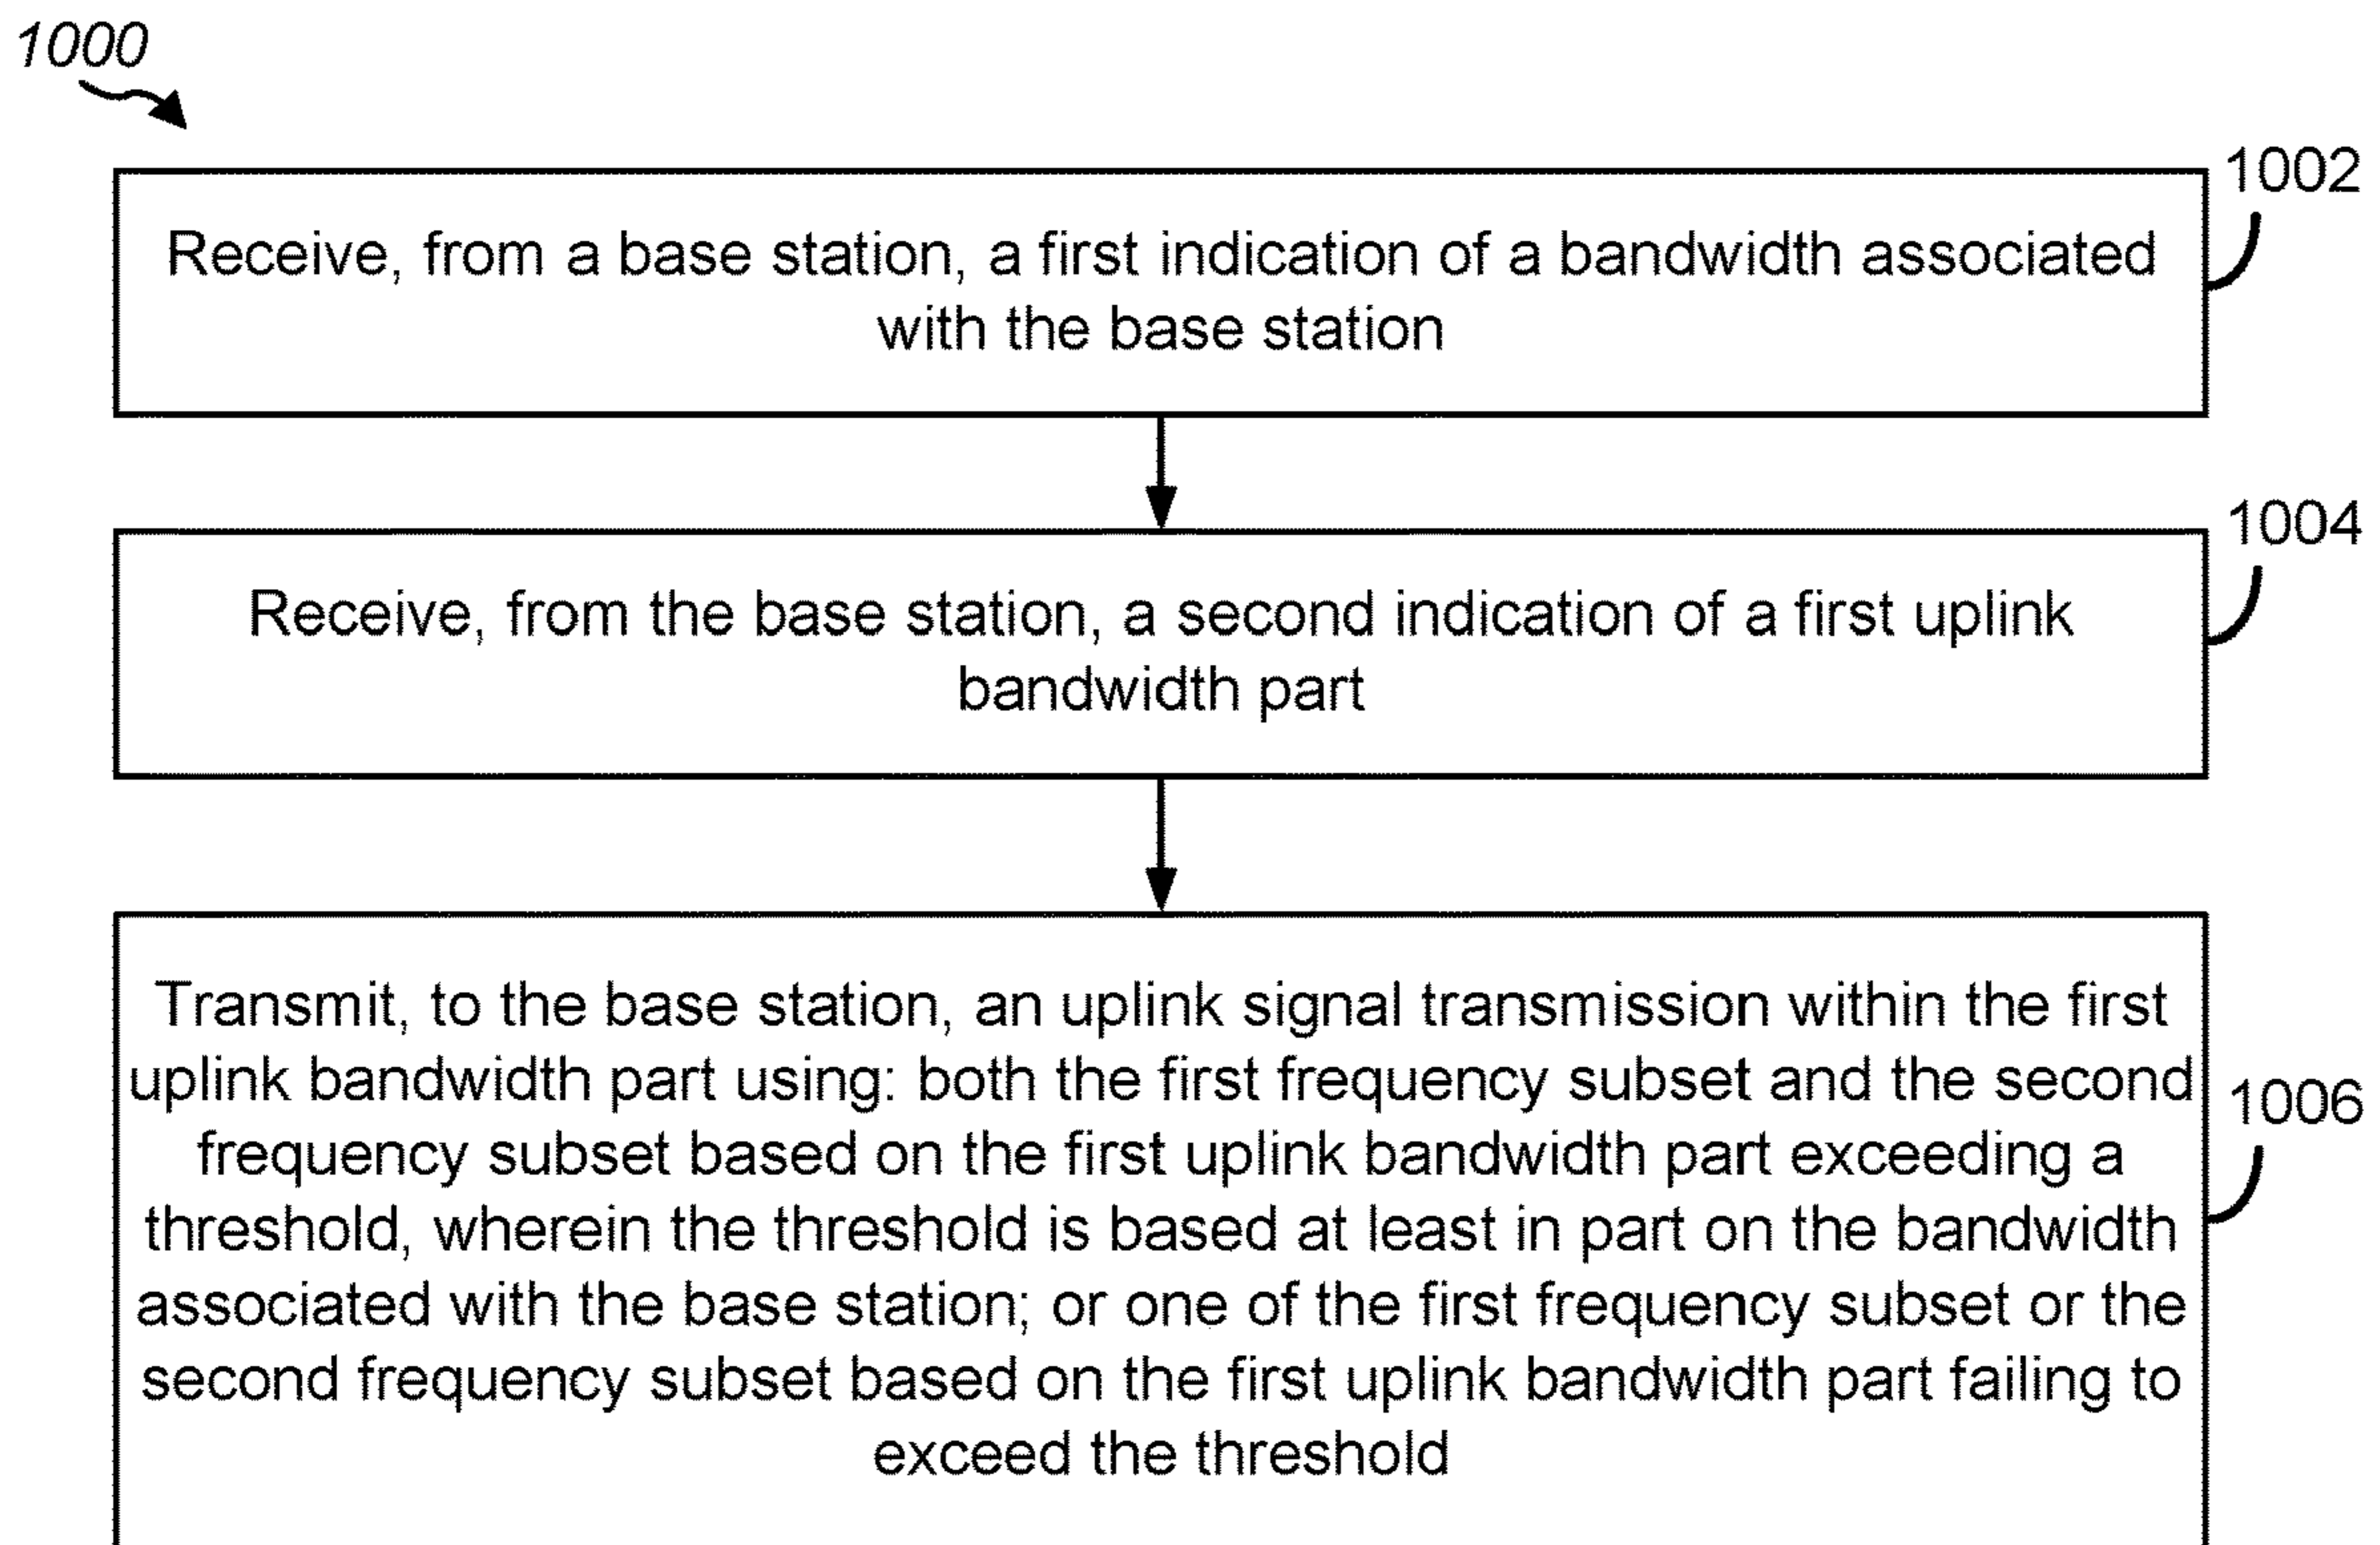 1000
1002
Receive, from a base station, a first indication of a bandwidth associated
with the base station
1004
Receive, from the base station, a second indication of a first uplink
bandwidth part
Transmit, to the base station, an uplink signal transmission within the first
uplink bandwidth part using: both the first frequency subset and the second
1006
frequency subset based on the first uplink bandwidth part exceeding a
threshold, wherein the threshold is based at least in part on the bandwidth
associated with the base station; or one of the first frequency subset or the
second frequency subset based on the first uplink bandwidth part failing to
exceed the threshold